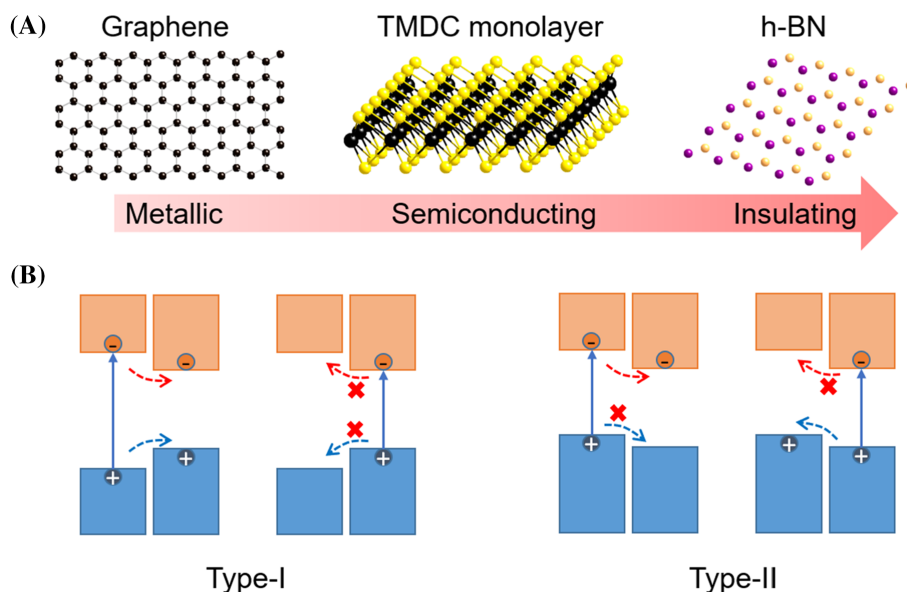 (A)
Graphene
TMDC monolayer
h-BN
Metallic
Semiconducting
Insulating
(B)
-
-
-
-
-
-
+
+
+
+
+
+
Type-I
Type-II